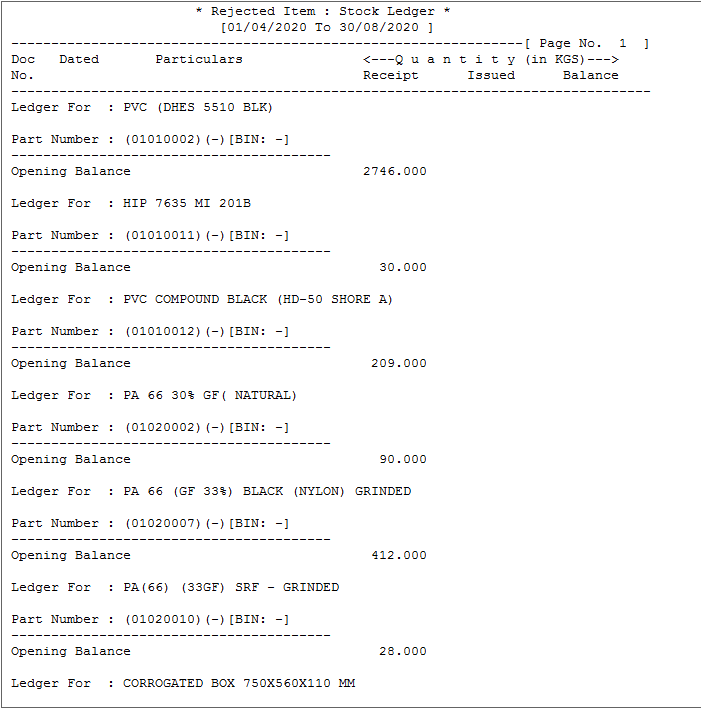 * Rejected Item : Stock Ledger *
[01/04/2020 To 30/08/2020 ]
----------------------------------------------------------------[ Page No.  1  ]
Doc   Dated       Particulars               <---Q u a n t i t y (in KGS)--->
No.                                         Receipt      Issued      Balance
--------------------------------------------------------------------------------
Ledger For  : PVC (DHES 5510 BLK)
Part Number : (01010002)(-)[BIN: -]
----------------------------------------
Opening Balance                             2746.000
Ledger For  : HIP 7635 MI 201B
Part Number : (01010011)(-)[BIN: -]
----------------------------------------
Opening Balance                               30.000
Ledger For  : PVC COMPOUND BLACK (HD-50 SHORE A)
Part Number : (01010012)(-)[BIN: -]
----------------------------------------
Opening Balance                              209.000
Ledger For  : PA 66 30% GF( NATURAL)
Part Number : (01020002)(-)[BIN: -]
----------------------------------------
Opening Balance                               90.000
Ledger For  : PA 66 (GF 33%) BLACK (NYLON) GRINDED
Part Number : (01020007)(-)[BIN: -]
----------------------------------------
Opening Balance                              412.000
Ledger For  : PA(66) (33GF) SRF - GRINDED
Part Number : (01020010)(-)[BIN: -]
----------------------------------------
Opening Balance                               28.000
Ledger For  : CORROGATED BOX 750X560X110 MM